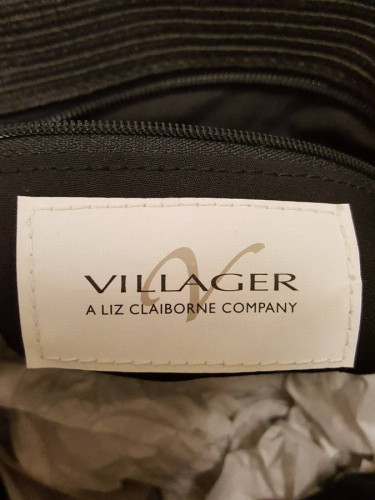 VILLAGER
A LIZ CLAIBORNE COMPANY